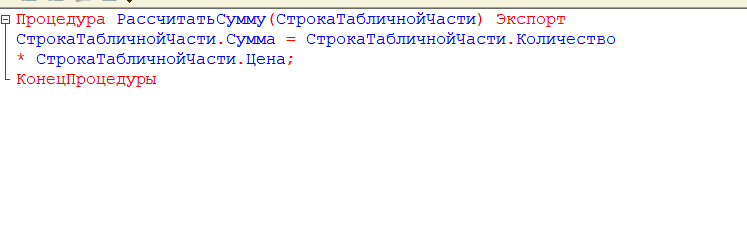 Процедура РассчитатьСумму(СтрокаТабличнойЧасти) Экспорт
СтрокаТабличнойЧасти.Сумма = СтрокаТабличнойЧасти.Количество
* СтрокаТабличнойЧасти.Цена;
КонецПроцедуры